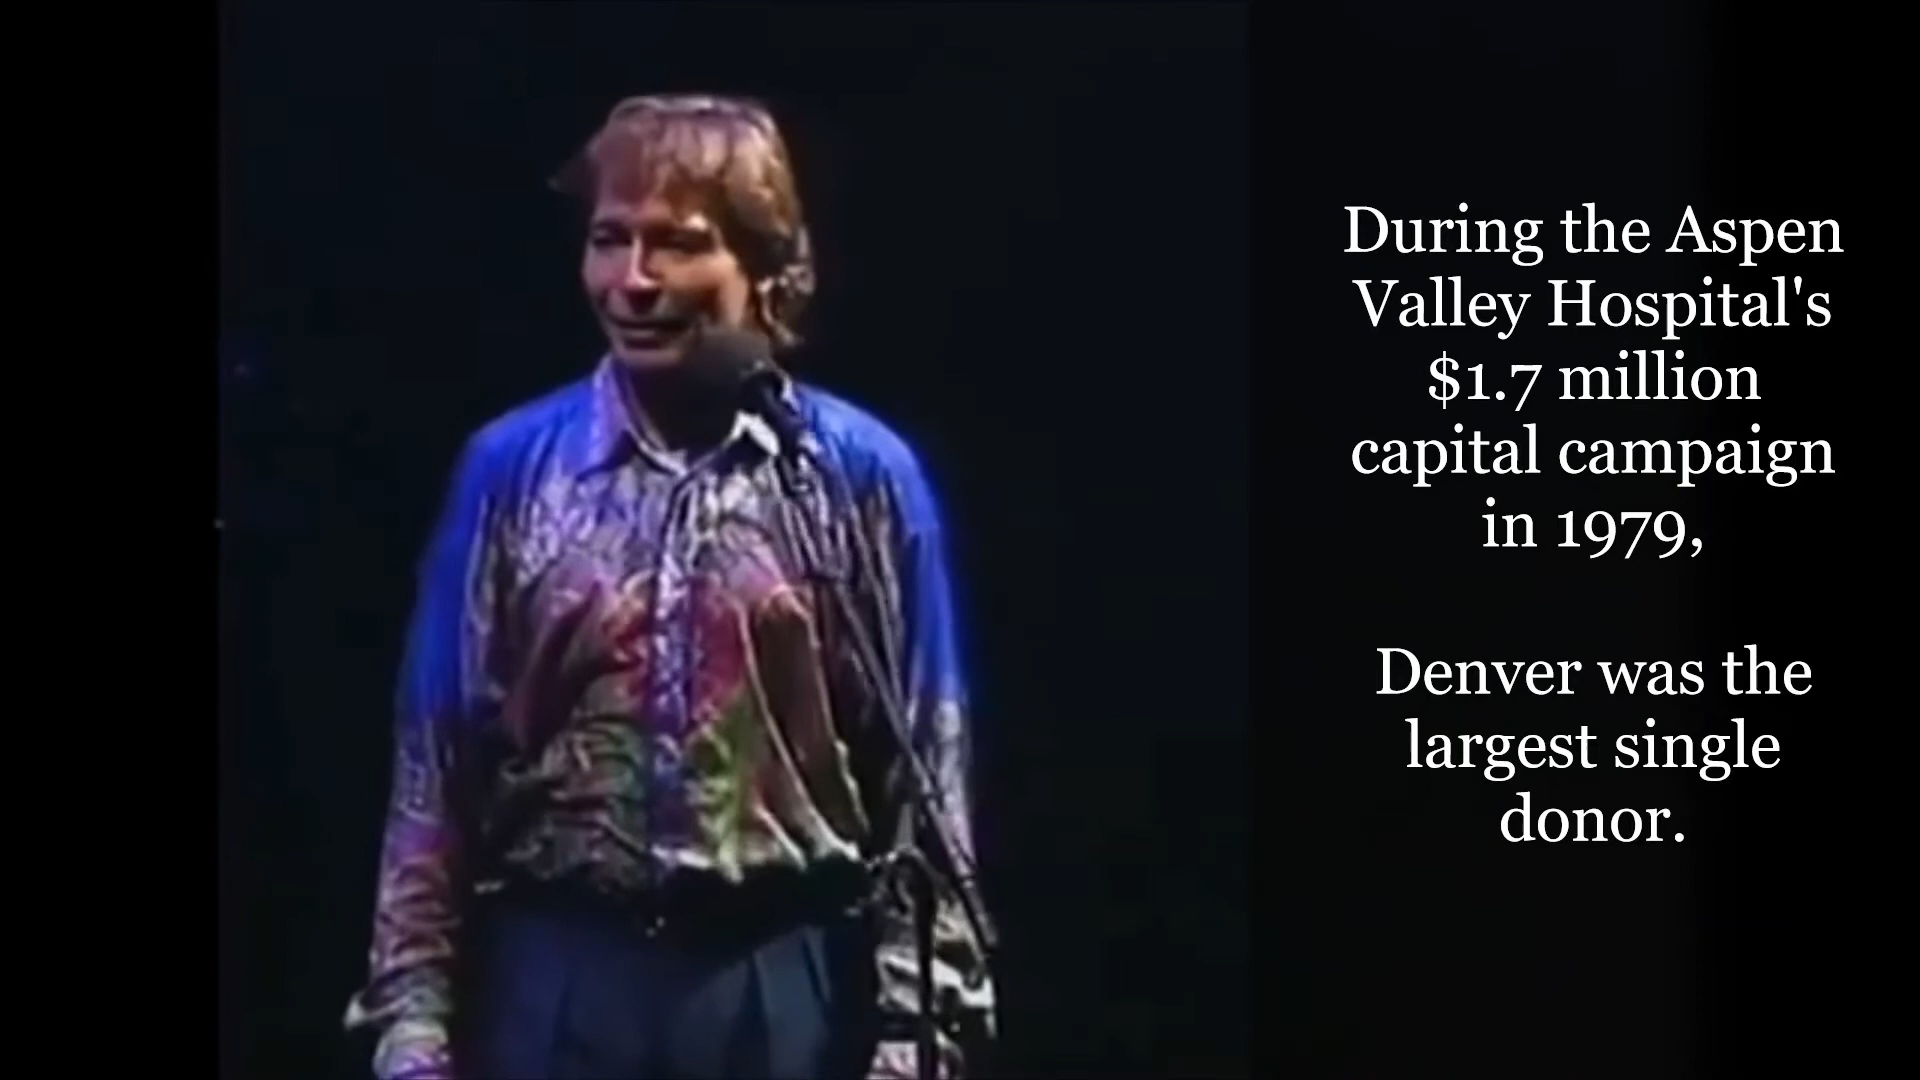 During the Aspen
Valley Hospital's
$1.7 million
capital campaign
in 1979,
Denver was the
largest single
donor.